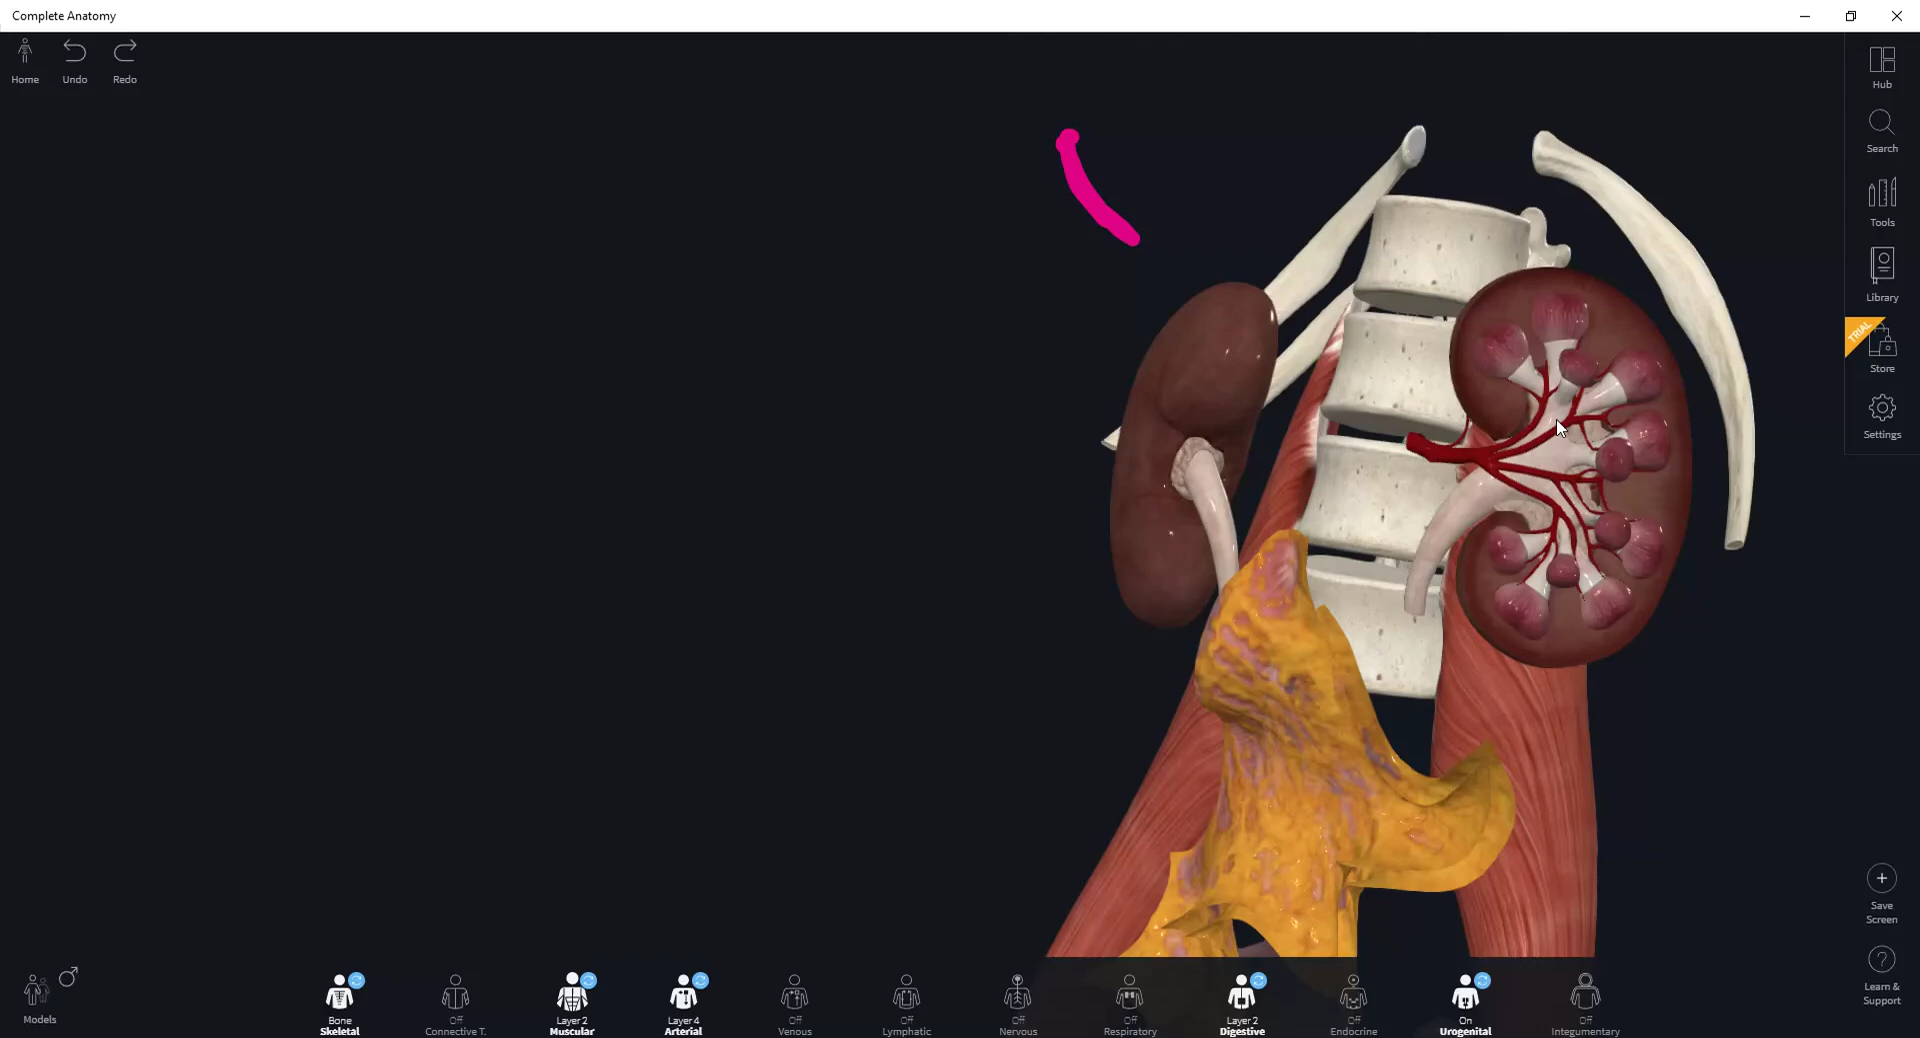 Complete Anatomy
Home
Undo
Redo
Hub
Search
Tools
Library
TRIAL
Store
Settings
Save
Screen
Learn &
Support
Models
Bone
Skeletal
Off
Connective T.
Layer 2
Muscular
Layer 4
Arterial
Off
Venous
Off
Lymphatic
Off
Nervous
Off
Respiratory
Layer 2
Digestive
Off
Endocrine
On
Urogenital
Off
Integumentary